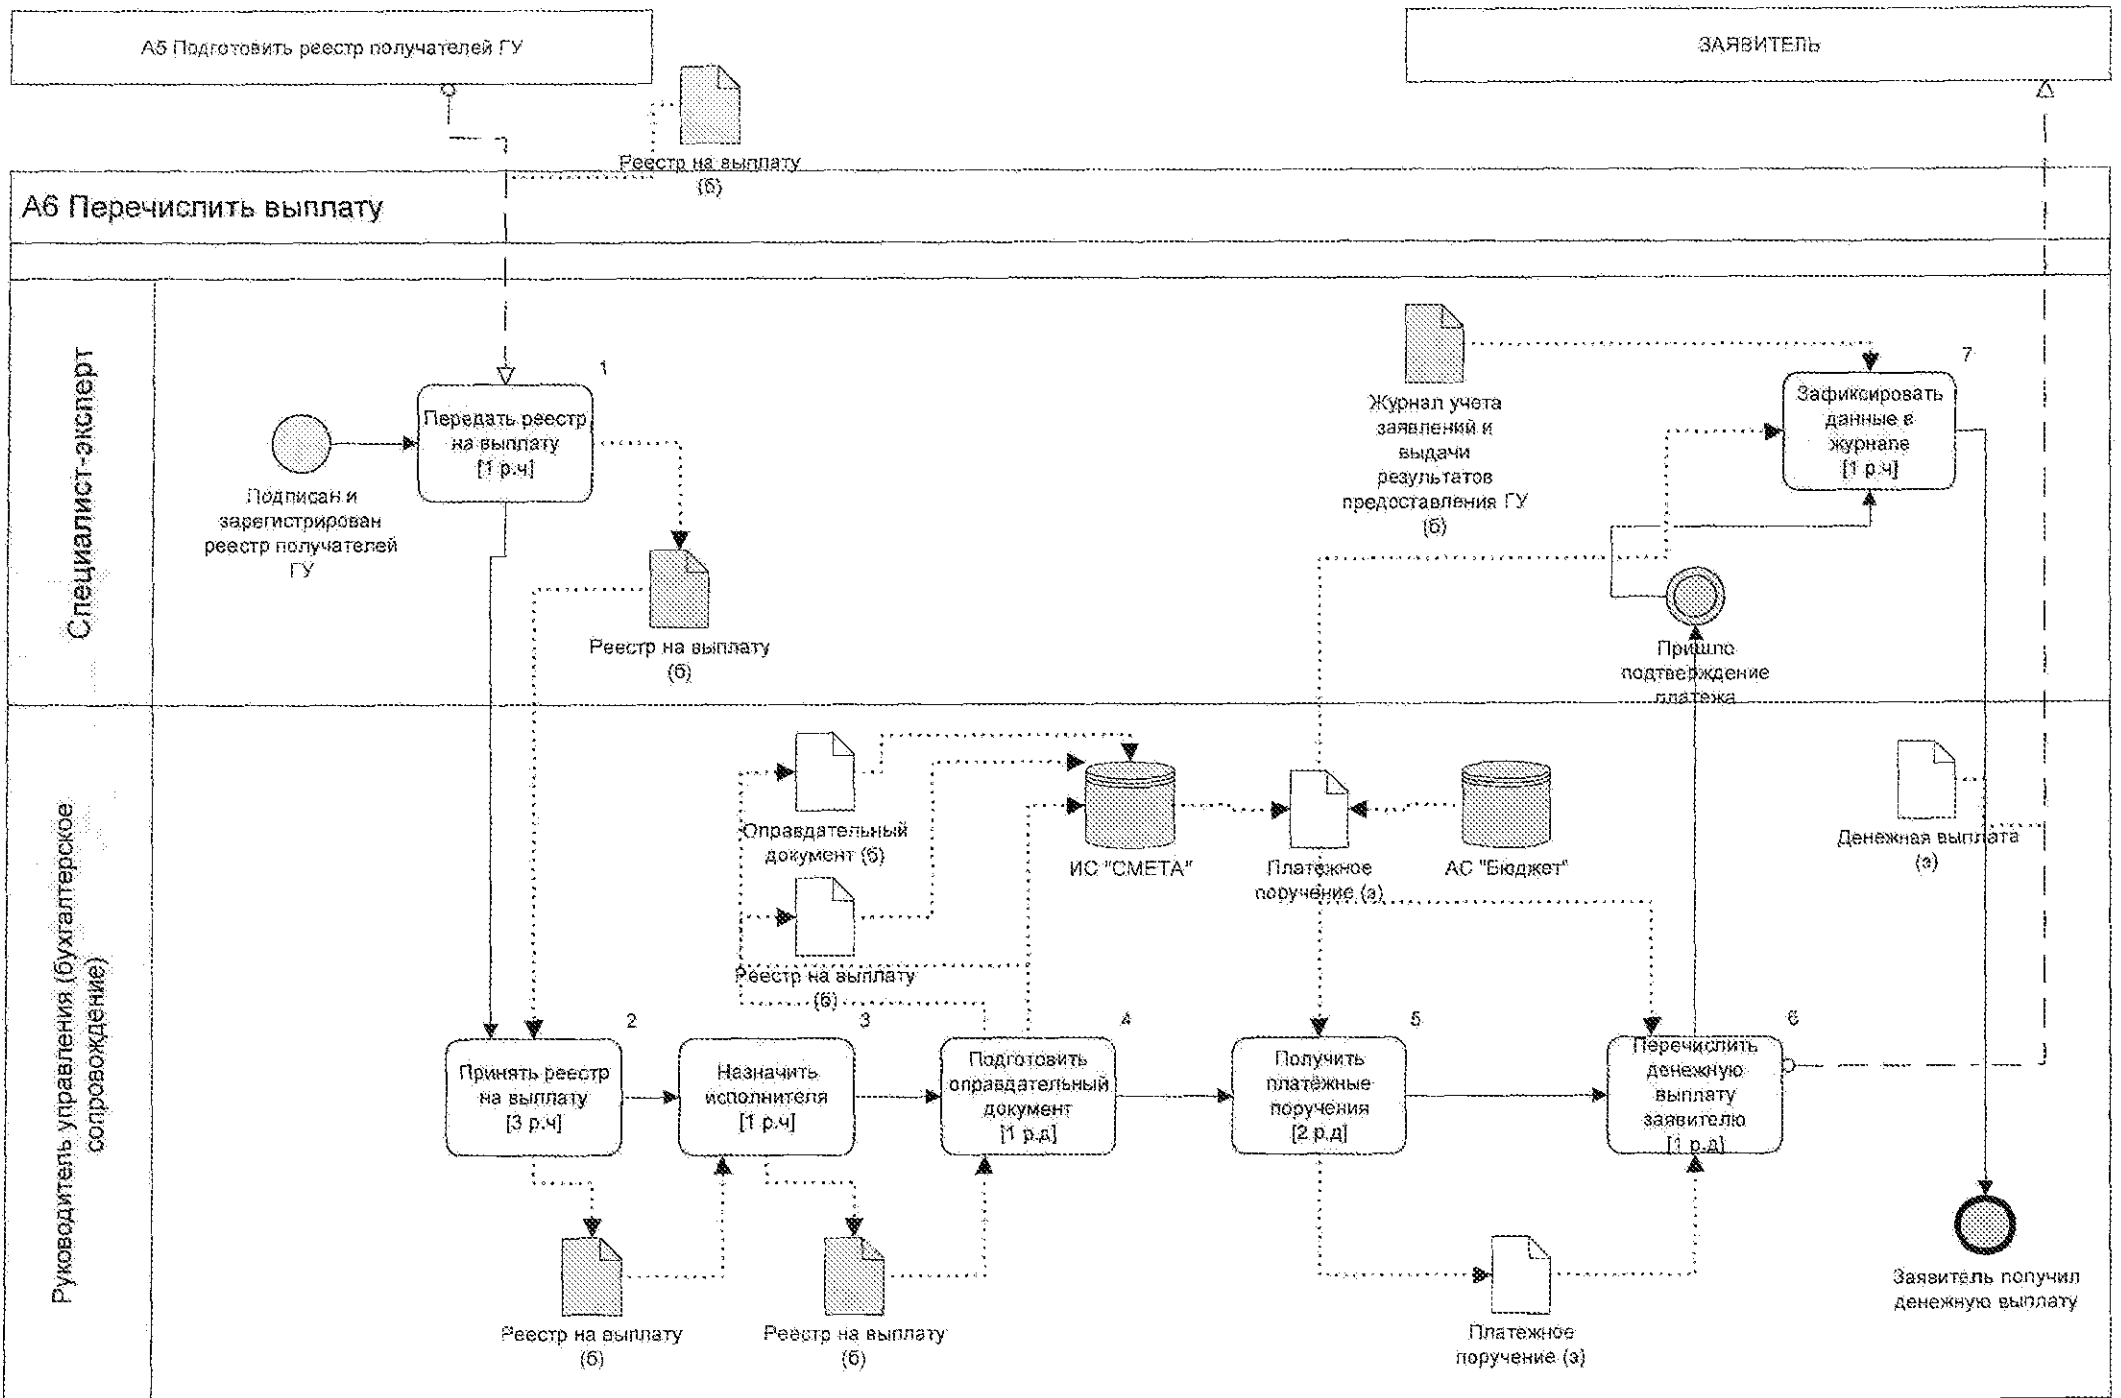 А5 Подготовить реестр получателей ГУ
ЗАЯВИТЕЛЬ
Реестр на выплату
(б)
А6 Перечислить выплату
Специалист-эксперт
1
Передать реестр
на выплату
[1 р.ч]
Подписан и
зарегистрирован
реестр получателей
ГУ
Реестр на выплату
(б)
Журнал учета
заявлений и
выдачи
результатов
предоставления ГУ
(б)
7
Зафиксировать
данные в
журнале
[1 р.ч]
Пришло
подтверждение
платежа
Руководитель управления (бухгалтерское
сопровождение)
Оправдательный
документ (б)
Реестр на выплату
(б)
ИС "СМЕТА"
Платежное
поручение (э)
АС "Бюджет"
Денежная выплата
(э)
2
Принять реестр
на выплату
[3 р.ч]
3
Назначить
исполнителя
[1 р.ч]
4
Подготовить
оправдательный
документ
[1 р.д]
5
Получить
платёжные
поручения
[2 р.д]
6
Перечислить
денежную
выплату
заявителю
[1 р.д]
Реестр на выплату
(б)
Реестр на выплату
(б)
Платежное
поручение (э)
Заявитель получил
денежную выплату